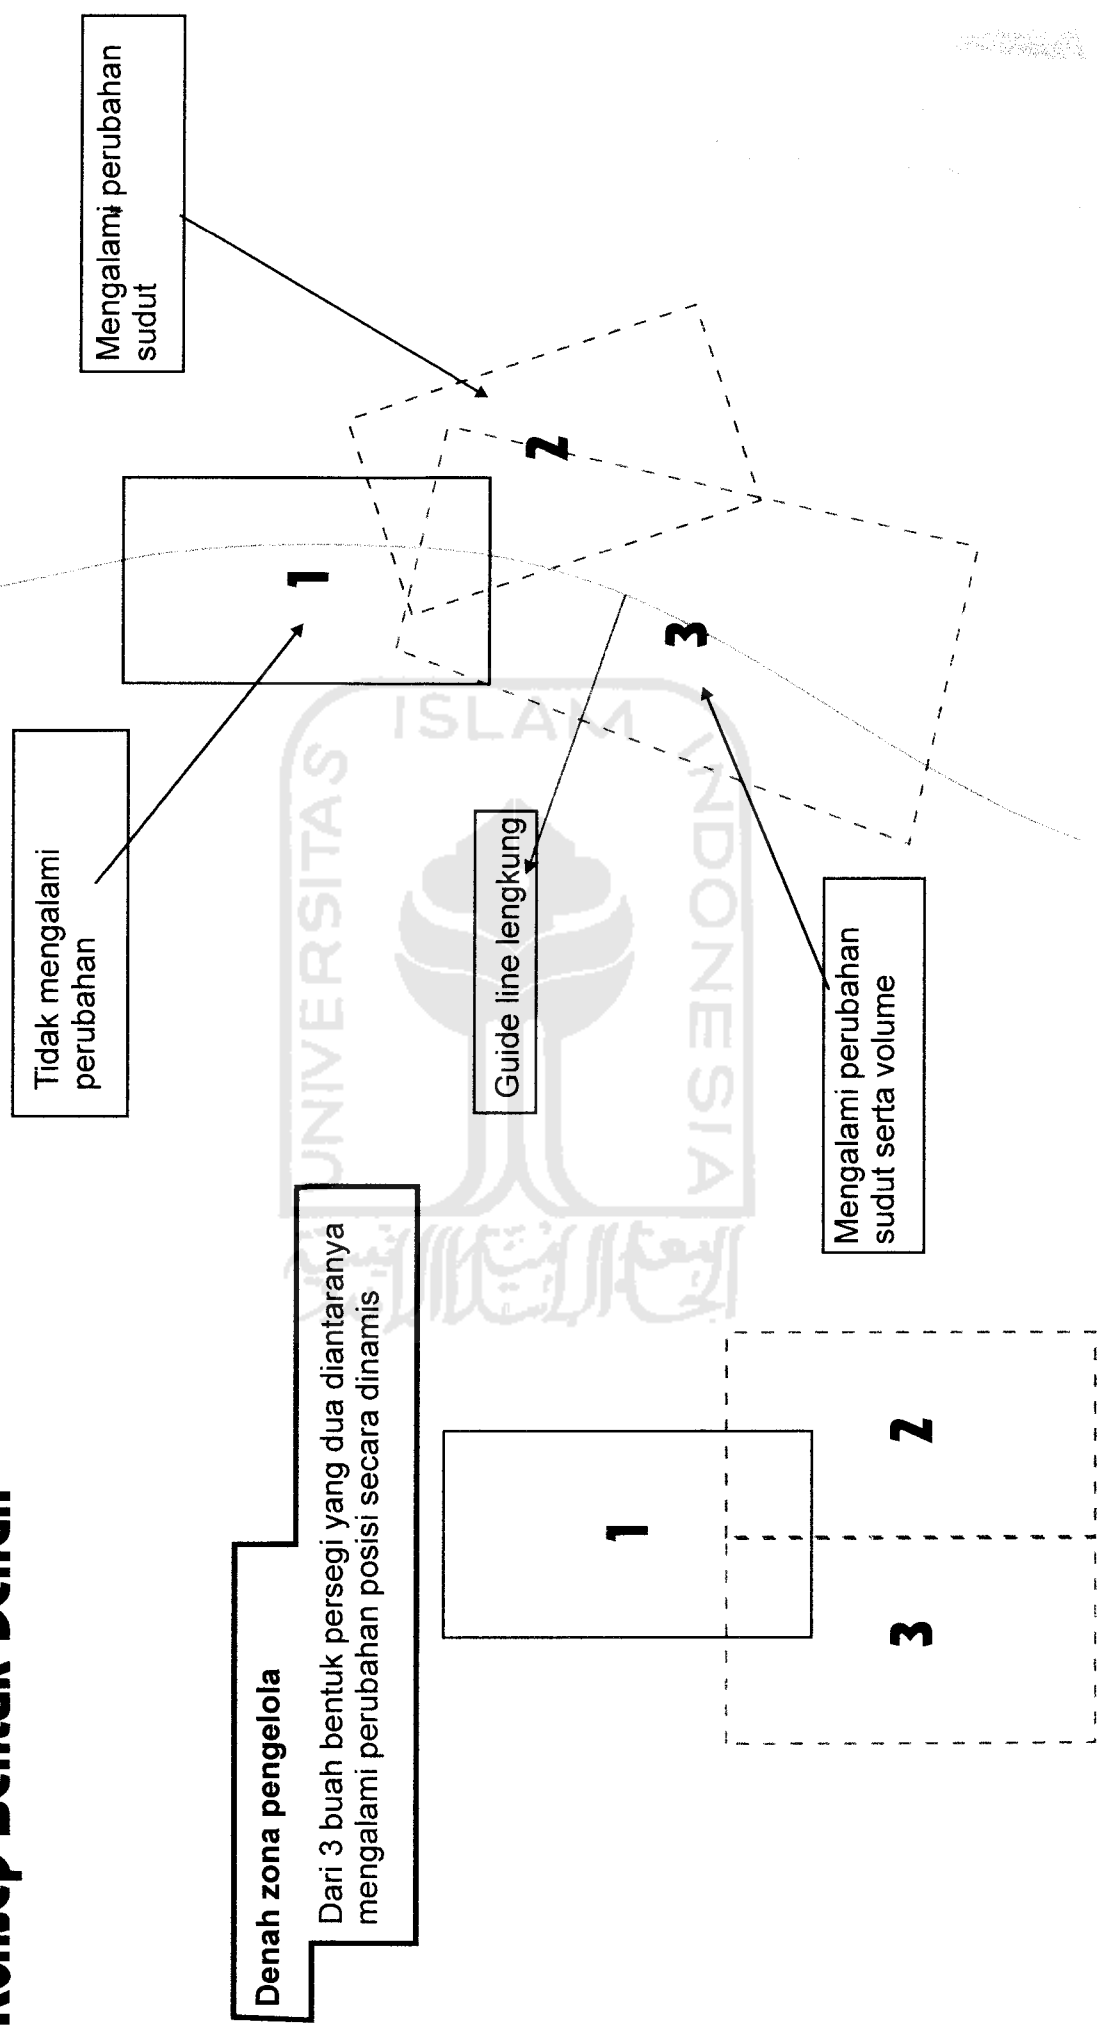 Konsep Bentuk Denah
Denah zona pengelola
Dari 3 buah bentuk persegi yang dua diantaranya
mengalami perubahan posisi secara dinamis
1
3
2
Tidak mengalami
perubahan
Mengalami perubahan
sudut
1
2
3
Guide line lengkung
Mengalami perubahan
sudut serta volume
UNIVERSITAS
ISLAM
INDONESIA